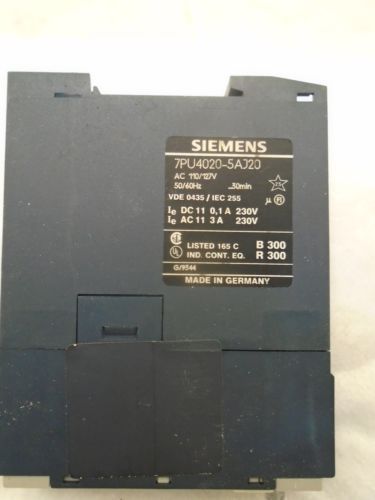 SIEMENS
7PU4020-5AJ20
AC 110/127V
50/60Hz ...30min
VDE 0435 / IEC 255
Ie DC 11 0,1 A 230V
Ie AC 11 3 A 230V
LISTED 165 C B 300
IND. CONT. EQ. R 300
G/9344
MADE IN GERMANY